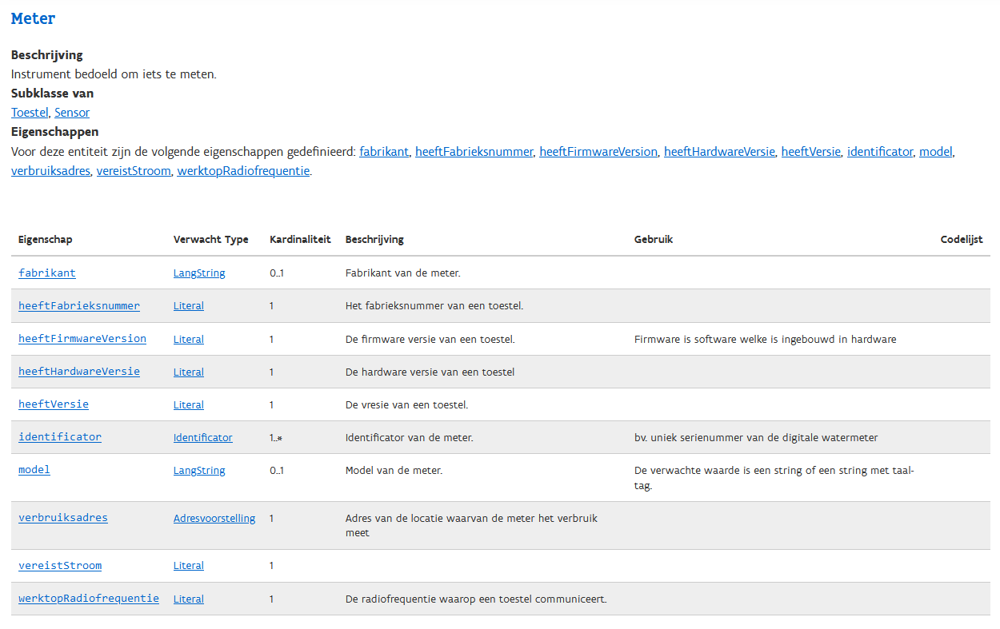 Meter
Beschrijving
Instrument bedoeld om iets te meten.
Subklasse van
Toestel, Sensor
Eigenschappen
Voor deze entiteit zijn de volgende eigenschappen gedefinieerd: fabrikant, heeftFabrieksnummer, heeftFirmwareVersion, heeftHardwareVersie, heeftVersie, identificator, model,
verbruiksadres, vereistStroom, werktopRadiofrequentie.
Eigenschap Verwacht Type Kardinaliteit Beschrijving Gebruik Codelijst
fabrikant LangString 0..1 Fabrikant van de meter.
heeftFabrieksnummer Literal 1 Het fabrieksnummer van een toestel.
heeftFirmwareVersion Literal 1 De firmware versie van een toestel. Firmware is software welke is ingebouwd in hardware
heeftHardwareVersie Literal 1 De hardware versie van een toestel
heeftVersie Literal 1 De vresie van een toestel.
identificator Identificator 1..* Identificator van de meter. bv. uniek serienummer van de digitale watermeter
model LangString 0..1 Model van de meter. De verwachte waarde is een string of een string met taal-
tag.
verbruiksadres Adresvoorstelling 1 Adres van de locatie waarvan de meter het verbruik
meet
vereistStroom Literal 1
werktopRadiofrequentie Literal 1 De radiofrequentie waarop een toestel communiceert.